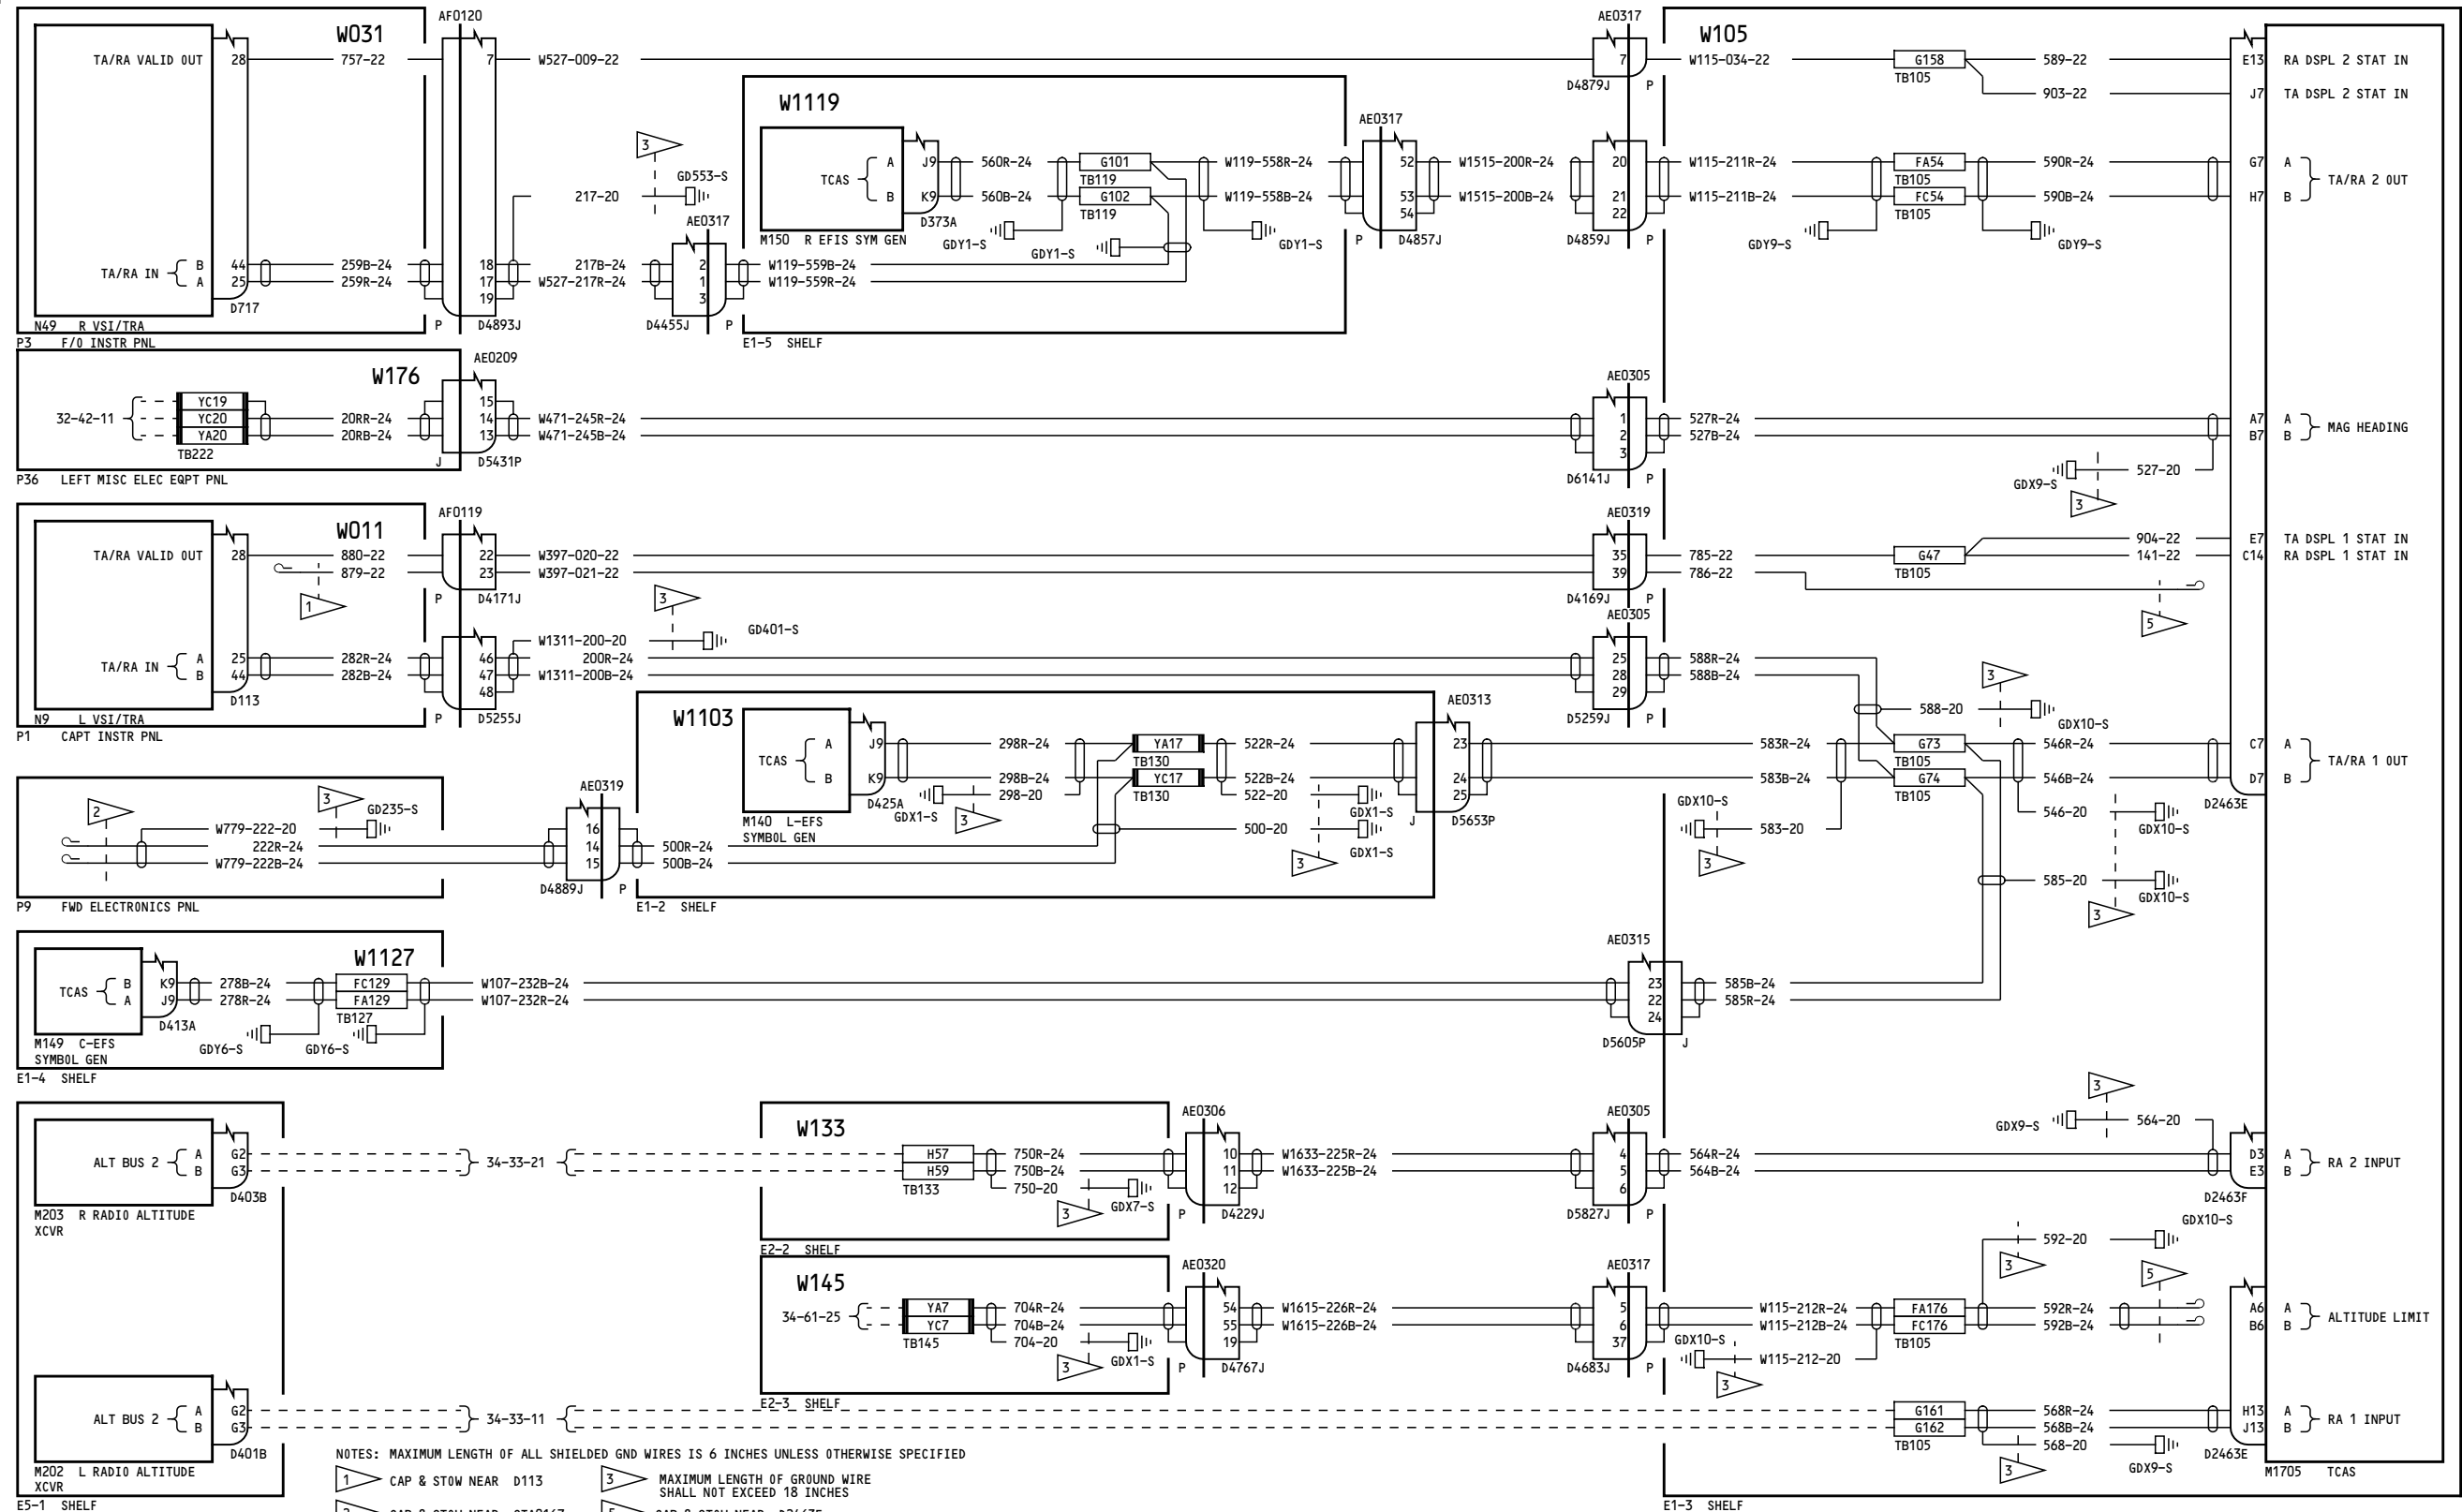 W031
AF0120
TA/RA VALID OUT 28 757-22 7 W527-009-22
TA/RA IN
B 44 259B-24 18 217B-24
A 25 259R-24 17 W527-217R-24
19
D717
N49 R VSI/TRA
P D4893J
P3 F/O INSTR PNL
217-20
3
GD553-S
AE0317
2 W119-559B-24
1 W119-559R-24
3
D4455J P
W1119
TCAS
A J9 560R-24 G101 W119-558R-24
TB119
B K9 560B-24 G102 W119-558B-24
TB119
D373A
M150 R EFIS SYM GEN
GDY1-S
GDY1-S
GDY1-S
E1-5 SHELF
AE0317
52 W1515-200R-24
53 W1515-200B-24
54
P D4857J
AE0317
7 W115-034-22
D4879J P
20 W115-211R-24
21 W115-211B-24
22
D4859J P
W105
G158 589-22 E13 RA DSPL 2 STAT IN
TB105
903-22 J7 TA DSPL 2 STAT IN
FA54 590R-24 G7 A
TB105
TA/RA 2 OUT
FC54 590B-24 H7 B
TB105
GDY9-S
GDY9-S
W176
AE0209
32-42-11
YC19 15
YC20 20RR-24 14 W471-245R-24
YA20 20RB-24 13 W471-245B-24
TB222
J D5431P
P36 LEFT MISC ELEC EQPT PNL
AE0305
1 527R-24 A7 A
2 527B-24 B7 B
MAG HEADING
3
D6141J P
GDX9-S 527-20
3
W011
AF0119
TA/RA VALID OUT 28 880-22 22 W397-020-22
879-22 23 W397-021-22
1
P D4171J
3
GD401-S
W1311-200-20
TA/RA IN
A 25 282R-24 46 200R-24
B 44 282B-24 47 W1311-200B-24
48
D113
N9 L VSI/TRA
P D5255J
P1 CAPT INSTR PNL
AE0319
35 785-22 G47
TB105
39 786-22
D4169J P
904-22 E7 TA DSPL 1 STAT IN
141-22 C14 RA DSPL 1 STAT IN
5
AE0305
25 588R-24
28 588B-24
29
D5259J P
3
588-20
GDX10-S
W1103
TCAS
A J9 298R-24 YA17 522R-24 23 583R-24 G73 546R-24 C7 A
TB130
TB105
B K9 298B-24 YC17 522B-24 24 583B-24 G74 546B-24 D7 B
TB130
TB105
TA/RA 1 OUT
D425A
298-20
522-20
25
GDX1-S
3
GDX1-S
M140 L-EFS
SYMBOL GEN
AE0313
J D5653P
500-20
GDX1-S
3
E1-2 SHELF
GDX10-S
583-20
3
546-20
GDX10-S
D2463E
585-20
GDX10-S
3
2
3
GD235-S
W779-222-20
222R-24
W779-222B-24
P9 FWD ELECTRONICS PNL
AE0319
16
14 500R-24
15 500B-24
D4889J P
W1127
TCAS
B K9 278B-24 FC129 W107-232B-24
A J9 278R-24 FA129 W107-232R-24
TB127
D413A
GDY6-S
GDY6-S
M149 C-EFS
SYMBOL GEN
E1-4 SHELF
AE0315
23 585B-24
22 585R-24
24
D5605P J
ALT BUS 2
A G2
B G3
D403B
M203 R RADIO ALTITUDE
XCVR
34-33-21
W133
H57 750R-24
H59 750B-24
TB133 750-20
GDX7-S
3
E2-2 SHELF
AE0306
10 W1633-225R-24
11 W1633-225B-24
12
P D4229J
AE0305
4 564R-24
5 564B-24
6
D5827J P
3
GDX9-S 564-20
D3 A
E3 B
RA 2 INPUT
D2463F
W145
34-61-25
YA7 704R-24
YC7 704B-24
TB145 704-20
GDX1-S
3
E2-3 SHELF
AE0320
54 W1615-226R-24
55 W1615-226B-24
19
P D4767J
AE0317
5 W115-212R-24
6 W115-212B-24
37
D4683J P
GDX10-S
W115-212-20
3
GDX10-S
592-20
3
5
FA176 592R-24 A6 A
FC176 592B-24 B6 B
TB105
ALTITUDE LIMIT
ALT BUS 2
A G2
B G3
D401B
M202 L RADIO ALTITUDE
XCVR
E5-1 SHELF
34-33-11
G161 568R-24 H13 A
G162 568B-24 J13 B
TB105 568-20
RA 1 INPUT
GDX9-S
3
D2463E
M1705 TCAS
E1-3 SHELF
NOTES: MAXIMUM LENGTH OF ALL SHIELDED GND WIRES IS 6 INCHES UNLESS OTHERWISE SPECIFIED
1 CAP & STOW NEAR D113
3 MAXIMUM LENGTH OF GROUND WIRE
SHALL NOT EXCEED 18 INCHES
CAP & STOW NEAR
CAP & STOW NEAR